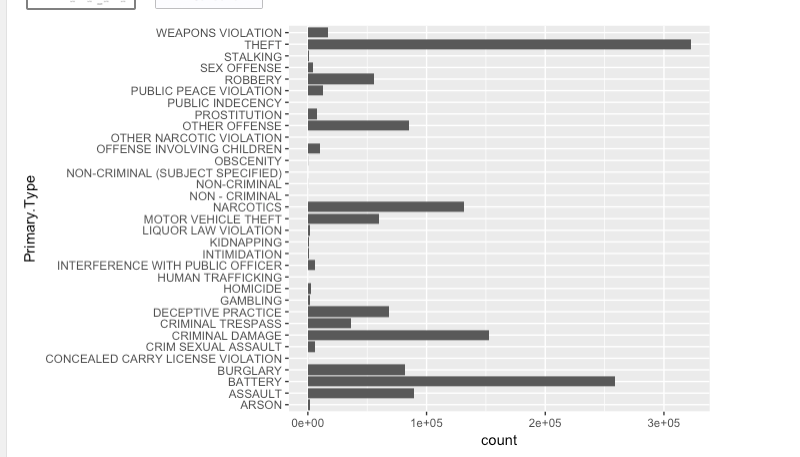 WEAPONS VIOLATION
THEFT
STALKING
SEX OFFENSE
ROBBERY
PUBLIC PEACE VIOLATION
PUBLIC INDECENCY
PROSTITUTION
OTHER OFFENSE
OTHER NARCOTIC VIOLATION
OFFENSE INVOLVING CHILDREN
OBSCENITY
NON-CRIMINAL (SUBJECT SPECIFIED)
NON-CRIMINAL
NON - CRIMINAL
NARCOTICS
MOTOR VEHICLE THEFT
LIQUOR LAW VIOLATION
KIDNAPPING
INTIMIDATION
INTERFERENCE WITH PUBLIC OFFICER
HUMAN TRAFFICKING
HOMICIDE
GAMBLING
DECEPTIVE PRACTICE
CRIMINAL TRESPASS
CRIMINAL DAMAGE
CRIM SEXUAL ASSAULT
CONCEALED CARRY LICENSE VIOLATION
BURGLARY
BATTERY
ASSAULT
ARSON
Primary.Type
0e+00 1e+05 2e+05 3e+05
count